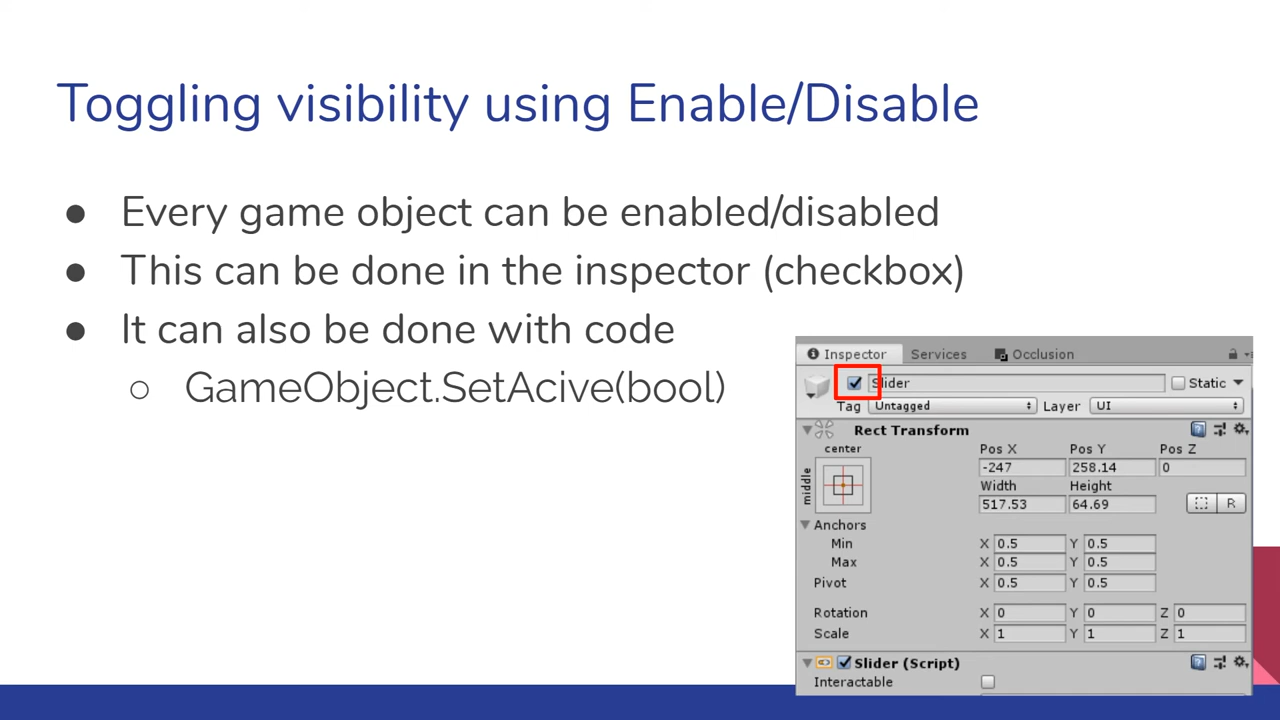 Toggling visibility using Enable/Disable
● Every game object can be enabled/disabled
● This can be done in the inspector (checkbox)
● It can also be done with code
○ GameObject.SetAcive(bool)
Inspector Services Occlusion
Slider Static
Tag Untagged Layer UI
Rect Transform
center Pos X Pos Y Pos Z
-247 258.14 0
middle Width Height
517.53 64.69 R
Anchors
Min X 0.5 Y 0.5
Max X 0.5 Y 0.5
Pivot X 0.5 Y 0.5
Rotation X 0 Y 0 Z 0
Scale X 1 Y 1 Z 1
Slider (Script)
Interactable